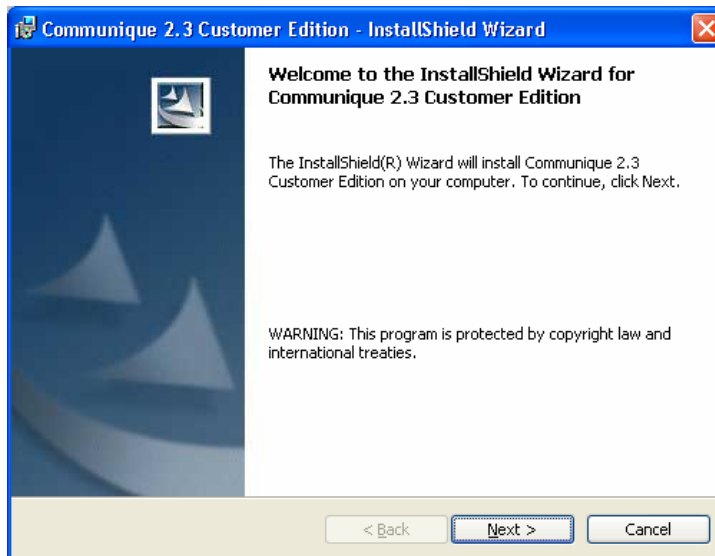 Communique 2.3 Customer Edition - InstallShield Wizard
Welcome to the InstallShield Wizard for
Communique 2.3 Customer Edition
The InstallShield(R) Wizard will install Communique 2.3
Customer Edition on your computer. To continue, click Next.
WARNING: This program is protected by copyright law and
international treaties.
< Back
Next >
Cancel